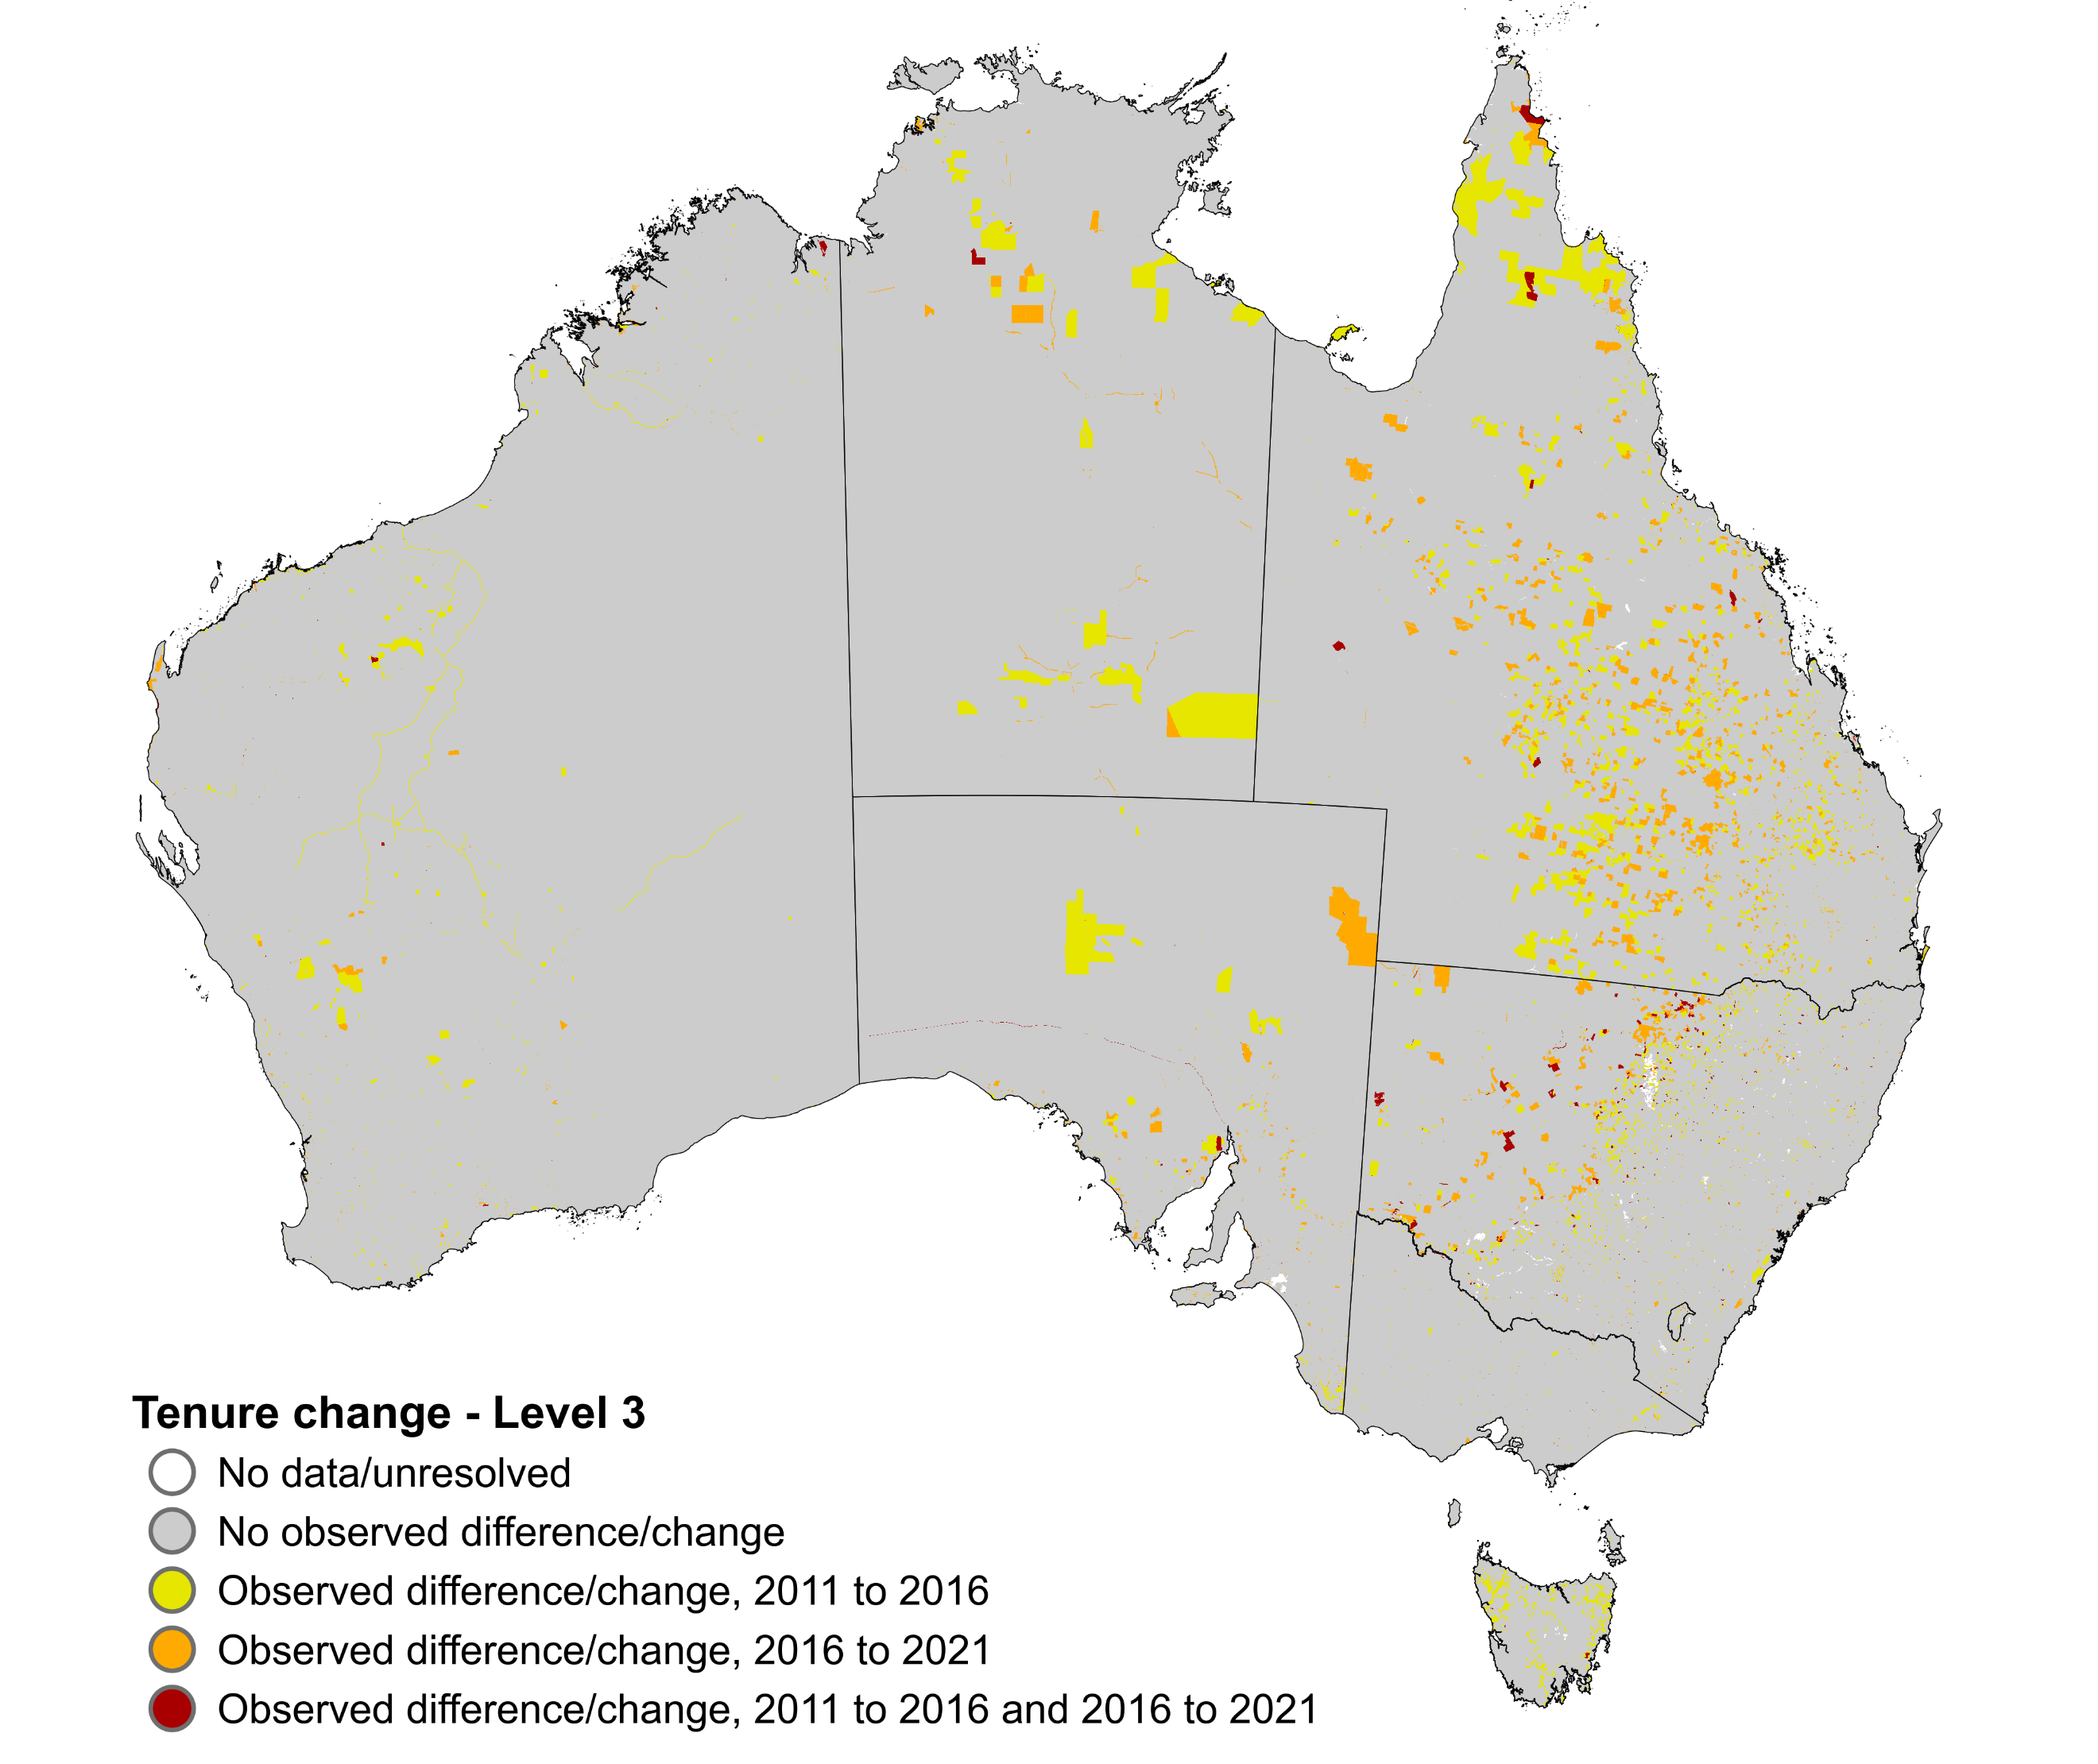 Tenure change - Level 3
No data/unresolved
No observed difference/change
Observed difference/change, 2011 to 2016
Observed difference/change, 2016 to 2021
Observed difference/change, 2011 to 2016 and 2016 to 2021